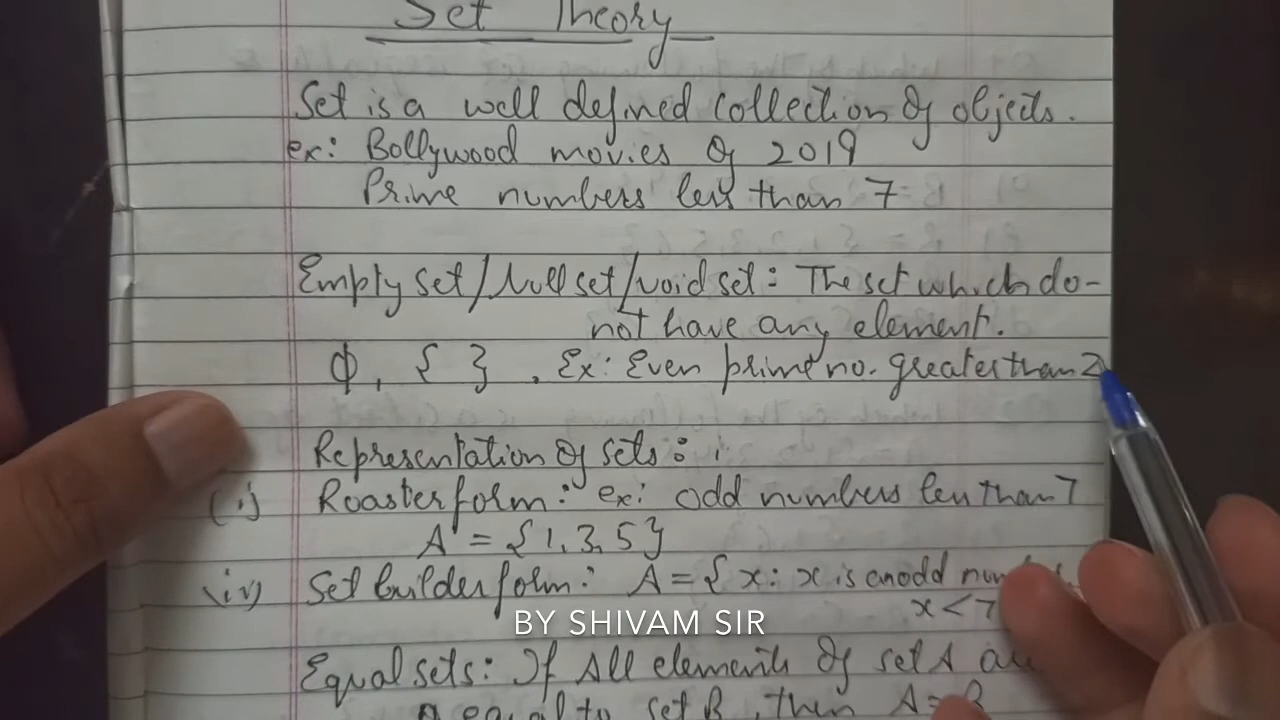 Set Theory
Set is a well defined collection of objects.
ex: Bollywood movies of 2019
Prime numbers less than 7
Empty set/Null set/void set: The set which do-
not have any element.
Φ, { } . Ex: Even prime no. greater than 2
Representation of sets:
(i) Roaster form: ex: odd numbers less than 7
A = {1, 3, 5}
(iv) Set builder form: A = {x: x is an odd
x < 7
BY SHIVAM SIR
Equal sets: If All elements of set A
equal to set B, then A = B